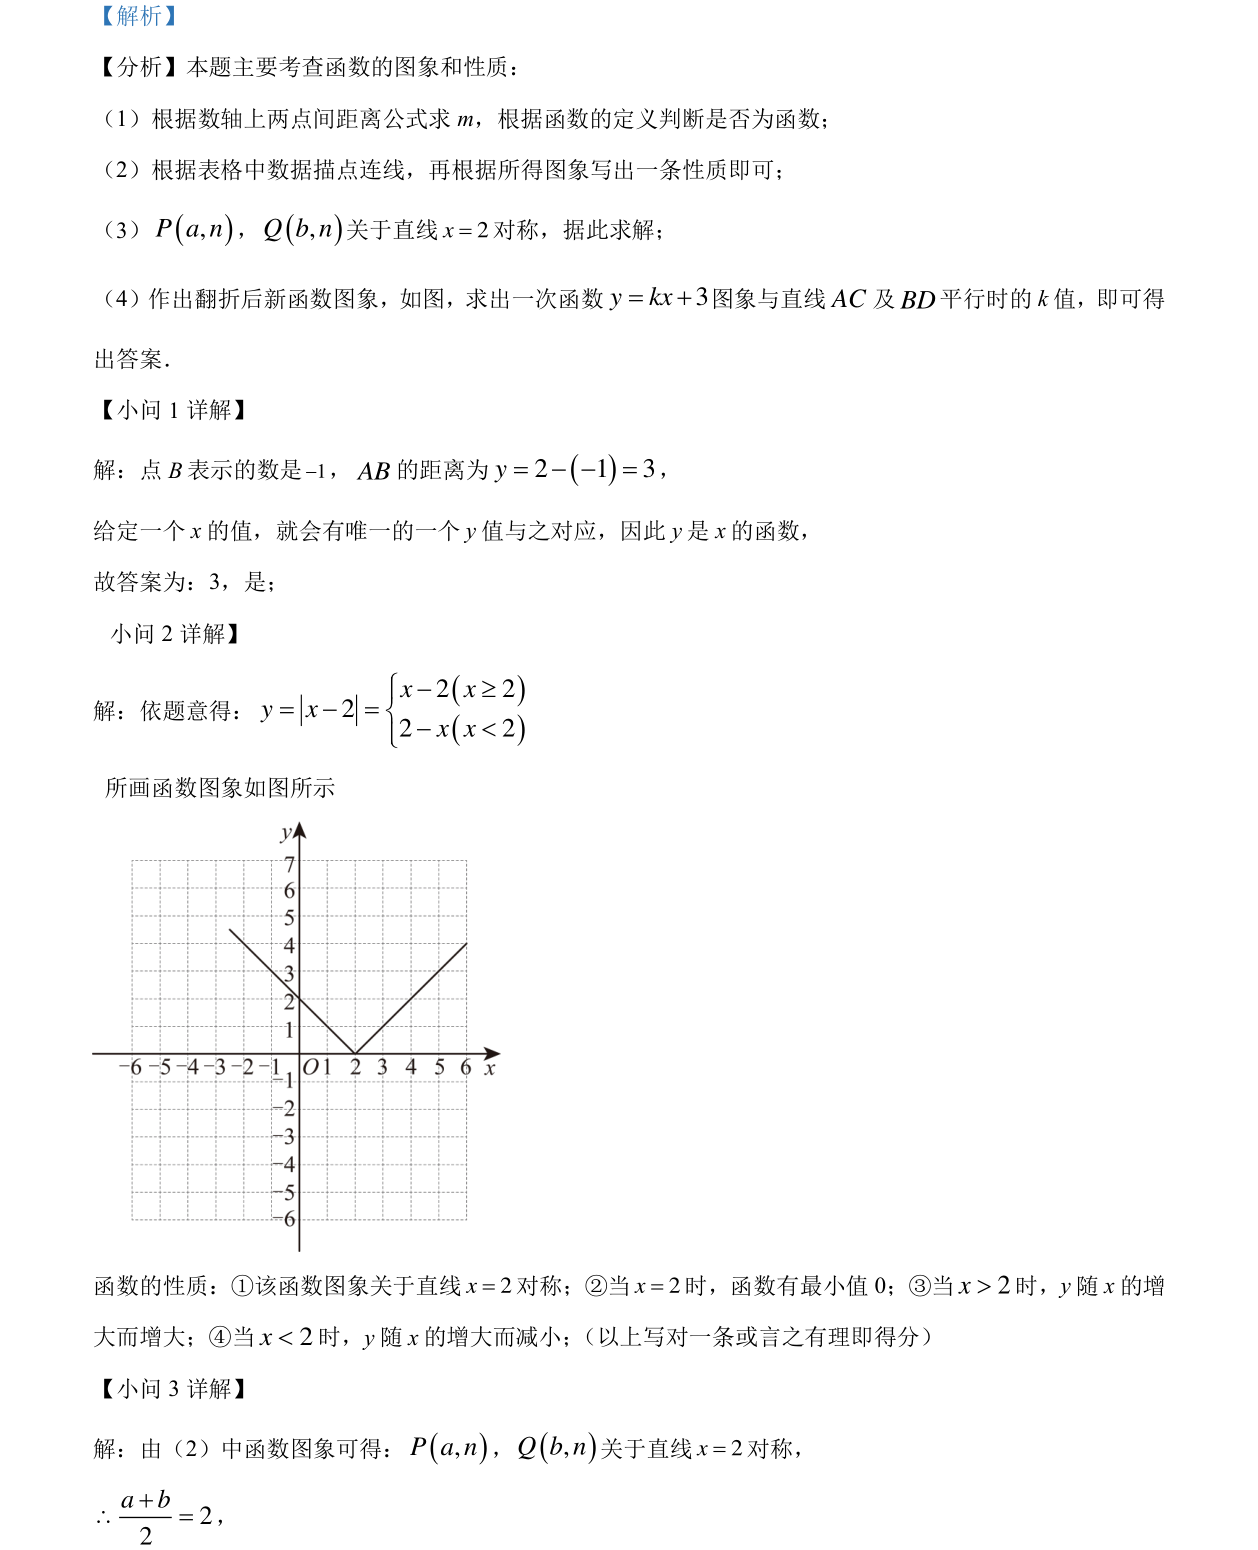 【解析】
【分析】本题主要考查函数的图象和性质：
（1）根据数轴上两点间距离公式求 m，根据函数的定义判断是否为函数；
（2）根据表格中数据描点连线，再根据所得图象写出一条性质即可；
（3）P(a,n)，Q(b,n)关于直线 x=2 对称，据此求解；
（4）作出翻折后新函数图象，如图，求出一次函数 y=kx+3 图象与直线 AC 及 BD 平行时的 k 值，即可得
出答案．
【小问 1 详解】
解：点 B 表示的数是−1，AB 的距离为 y=2−(−1)=3，
给定一个 x 的值，就会有唯一的一个 y 值与之对应，因此 y 是 x 的函数，
故答案为：3，是；
小问 2 详解】
解：依题意得：y=|x−2|={x−2(x≥2)
2−x(x<2)
所画函数图象如图所示
y
7
6
5
4
3
2
1
−6 −5 −4 −3 −2 −1 O 1 2 3 4 5 6 x
−1
−2
−3
−4
−5
−6
函数的性质：①该函数图象关于直线 x=2 对称；②当 x=2 时，函数有最小值 0；③当 x>2 时，y 随 x 的增
大而增大；④当 x<2 时，y 随 x 的增大而减小；（以上写对一条或言之有理即得分）
【小问 3 详解】
解：由（2）中函数图象可得：P(a,n)，Q(b,n)关于直线 x=2 对称，
∴ (a+b)/2=2，